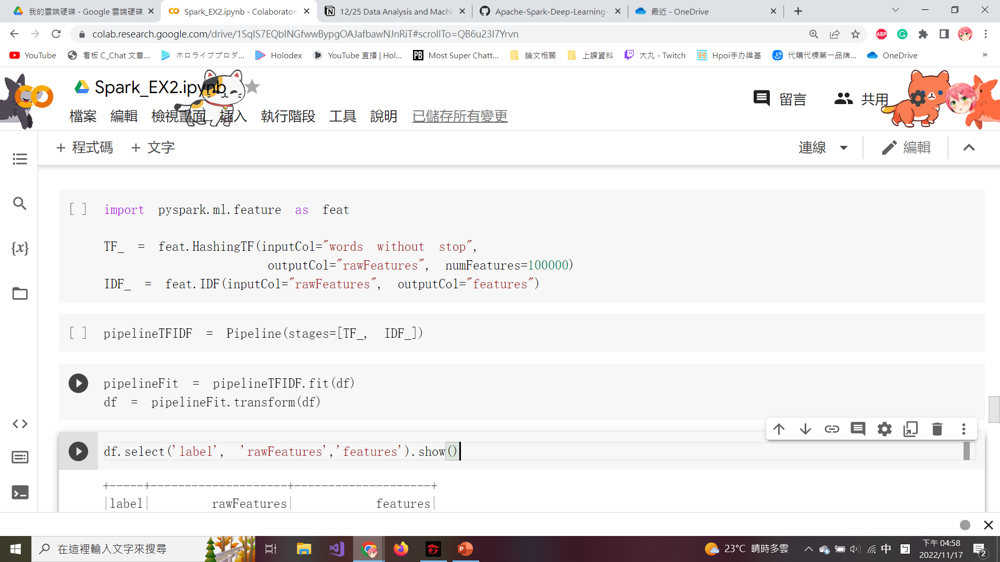 我的雲端硬碟 - Google 雲端硬碟
Spark_EX2.ipynb - Colaboratory
12/25 Data Analysis and Machi
Apache-Spark-Deep-Learning-
最近 - OneDrive
colab.research.google.com/drive/1SqIS7EQbINGfwwBypgOAJafbawNJnRiT#scrollTo=QB6u23I7Yrvn
ABP
YouTube
看板 C_Chat 文章...
ホロライブプロダ...
Holodex
YouTube 直播 | Hol...
PB Most Super Chatt...
論文相關
上課資料
大丸 - Twitch
Hpoi手办维基
代購代標第一品牌...
OneDrive
»
Spark_EX2.ipynb
留言
共用
檔案 編輯 檢視畫面 插入 執行階段 工具 說明 已儲存所有變更
+ 程式碼 + 文字
連線
編輯
{x}
[ ] import pyspark.ml.feature as feat
TF_ = feat.HashingTF(inputCol="words without stop",
outputCol="rawFeatures", numFeatures=100000)
IDF_ = feat.IDF(inputCol="rawFeatures", outputCol="features")
[ ] pipelineTFIDF = Pipeline(stages=[TF_, IDF_])
pipelineFit = pipelineTFIDF.fit(df)
df = pipelineFit.transform(df)
df.select('label', 'rawFeatures','features').show()
+-----+--------------------+--------------------+
|label| rawFeatures| features|
在這裡輸入文字來搜尋
23°C 晴時多雲
中
下午 04:58
2022/11/17
2